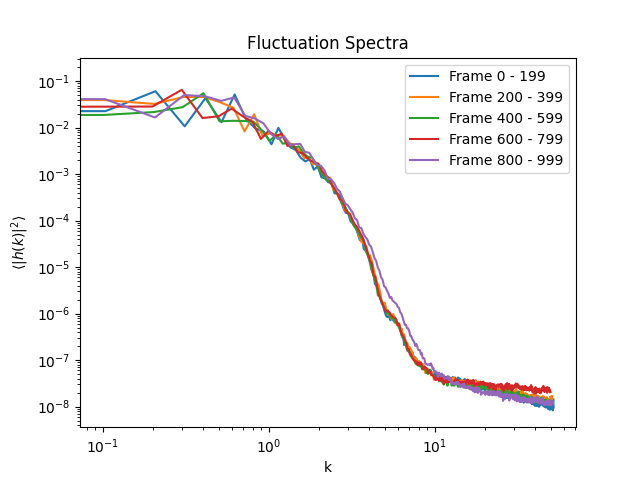 Fluctuation Spectra
10⁻¹
10⁻²
10⁻³
10⁻⁴
10⁻⁵
10⁻⁶
10⁻⁷
10⁻⁸
⟨|h(k)|²⟩
Frame 0 - 199
Frame 200 - 399
Frame 400 - 599
Frame 600 - 799
Frame 800 - 999
10⁻¹ 10⁰ 10¹
k